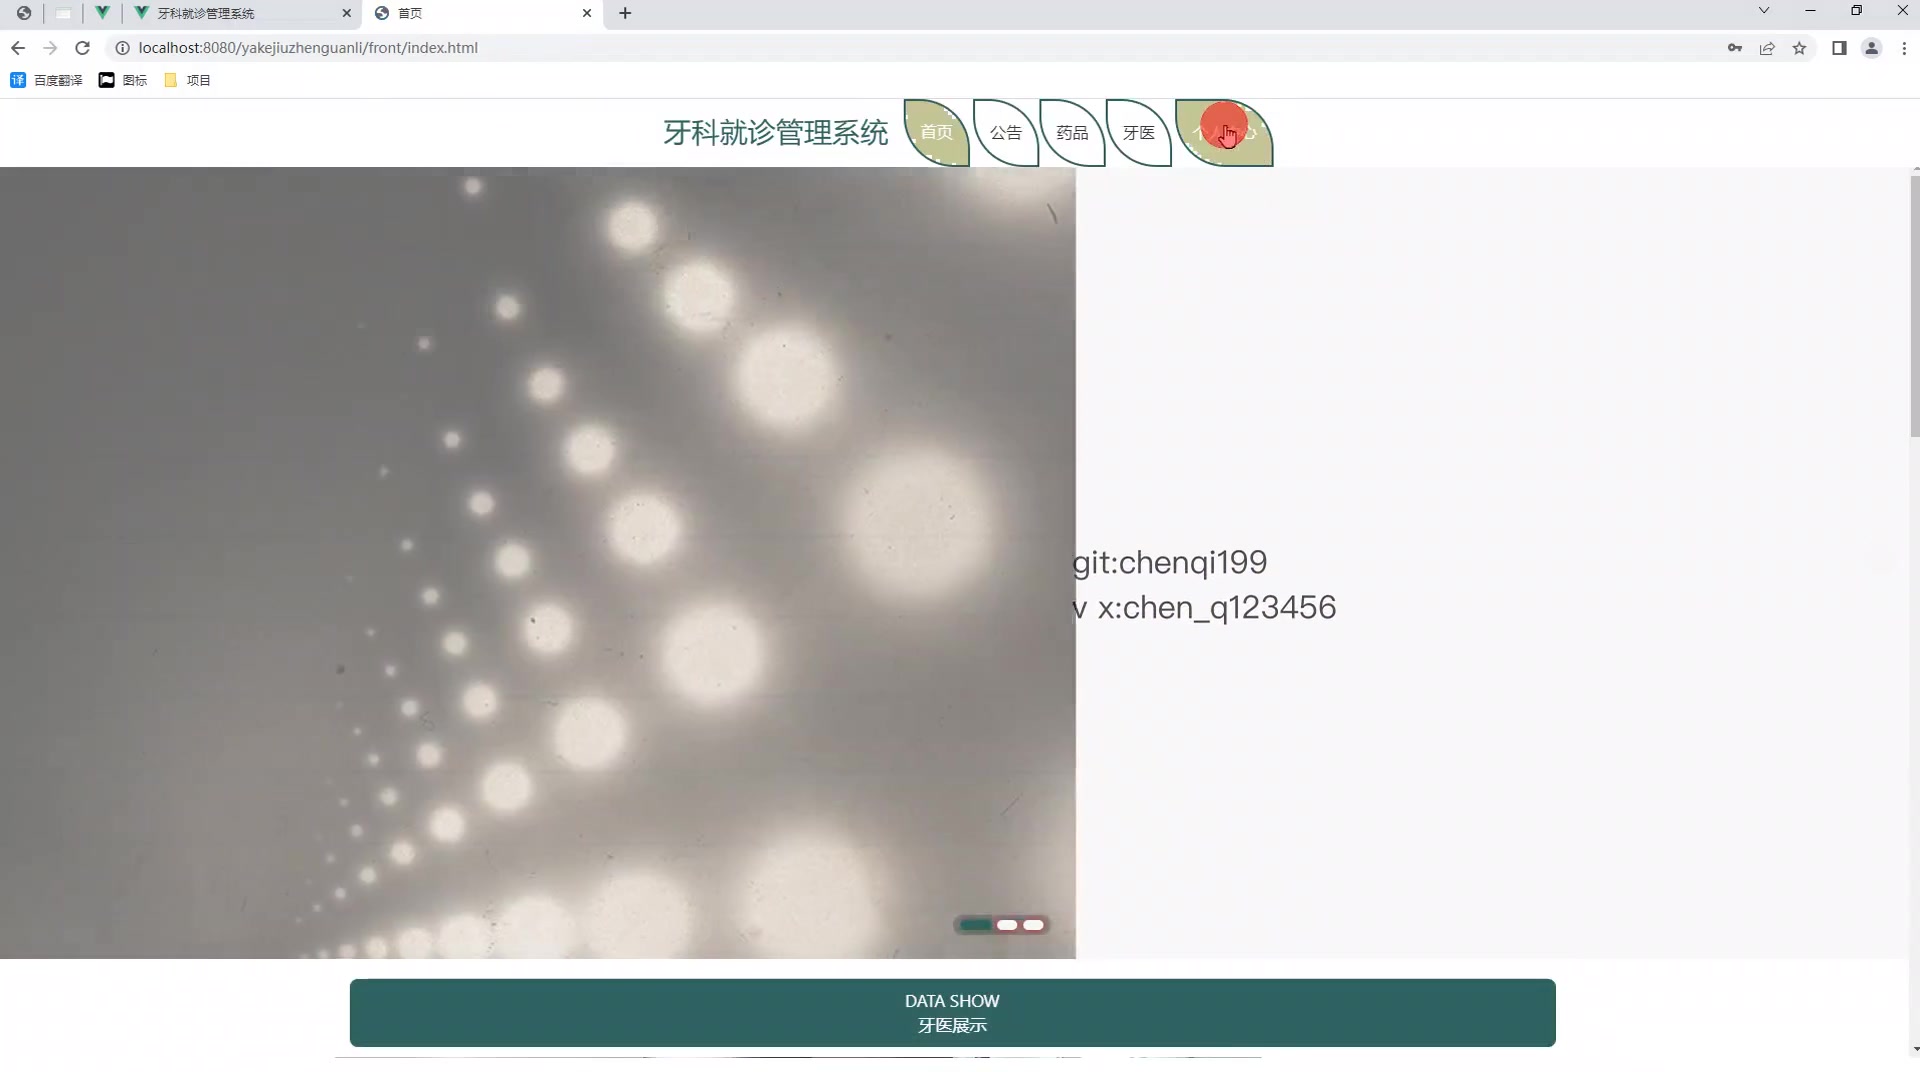 牙科就诊管理系统
首页
localhost:8080/yakejiuzhenguanli/front/index.html
百度翻译
图标
项目
牙科就诊管理系统
首页
公告
药品
牙医
git:chenqi199
v x:chen_q123456
DATA SHOW
牙医展示